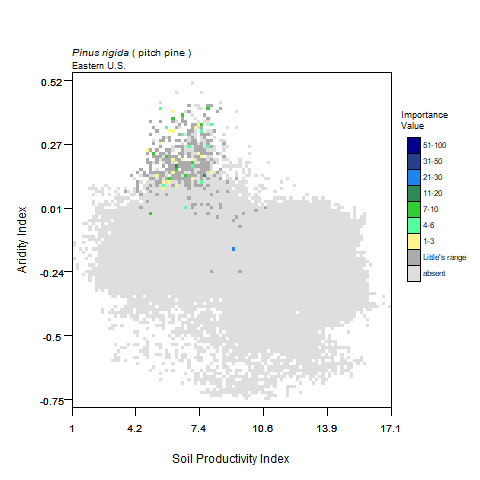 Pinus rigida ( pitch pine )
Eastern U.S.
Importance
Value
51-100
31-50
21-30
11-20
7-10
4-6
1-3
Little's range
absent
0.52
0.27
0.01
-0.24
-0.5
-0.75
Aridity Index
1 4.2 7.4 10.6 13.9 17.1
Soil Productivity Index